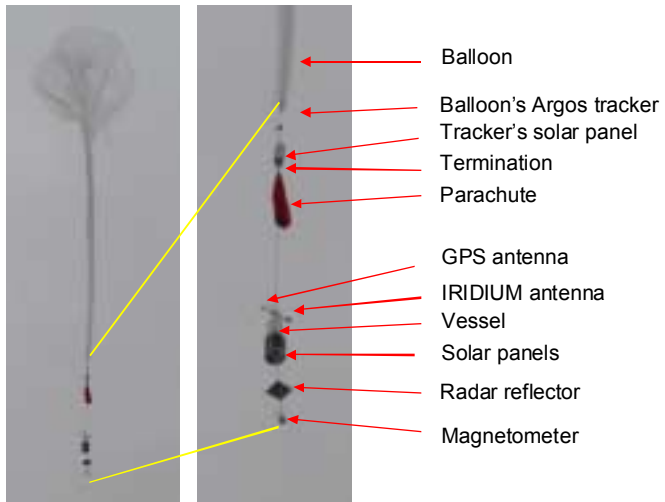 Balloon
Balloon's Argos tracker
Tracker's solar panel
Termination
Parachute
GPS antenna
IRIDIUM antenna
Vessel
Solar panels
Radar reflector
Magnetometer